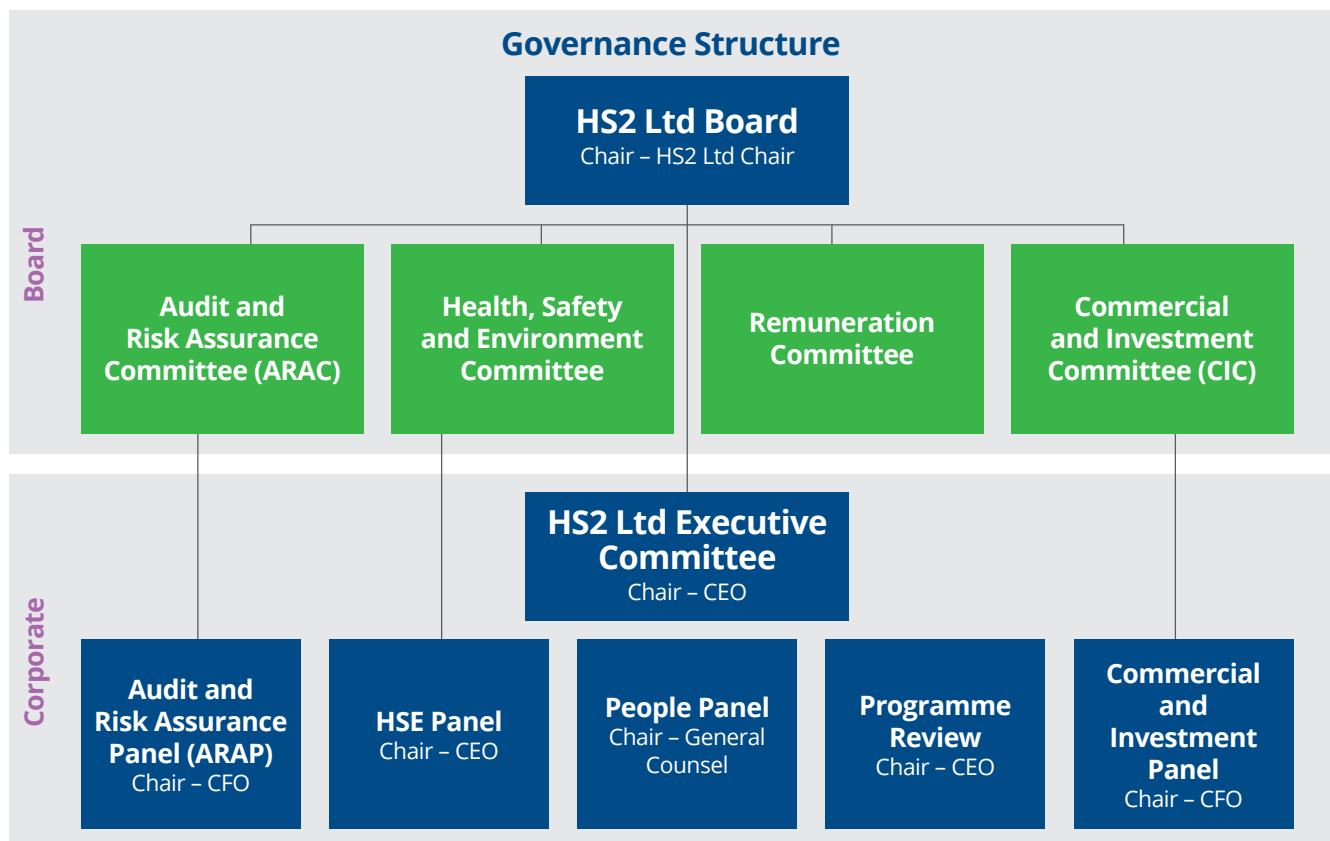 Governance Structure
HS2 Ltd Board
Chair – HS2 Ltd Chair
Board
Audit and
Risk Assurance
Committee (ARAC)
Health, Safety
and Environment
Committee
Remuneration
Committee
Commercial
and Investment
Committee (CIC)
Corporate
HS2 Ltd Executive
Committee
Chair – CEO
Audit and
Risk Assurance
Panel (ARAP)
Chair – CFO
HSE Panel
Chair – CEO
People Panel
Chair – General
Counsel
Programme
Review
Chair – CEO
Commercial
and
Investment
Panel
Chair – CFO